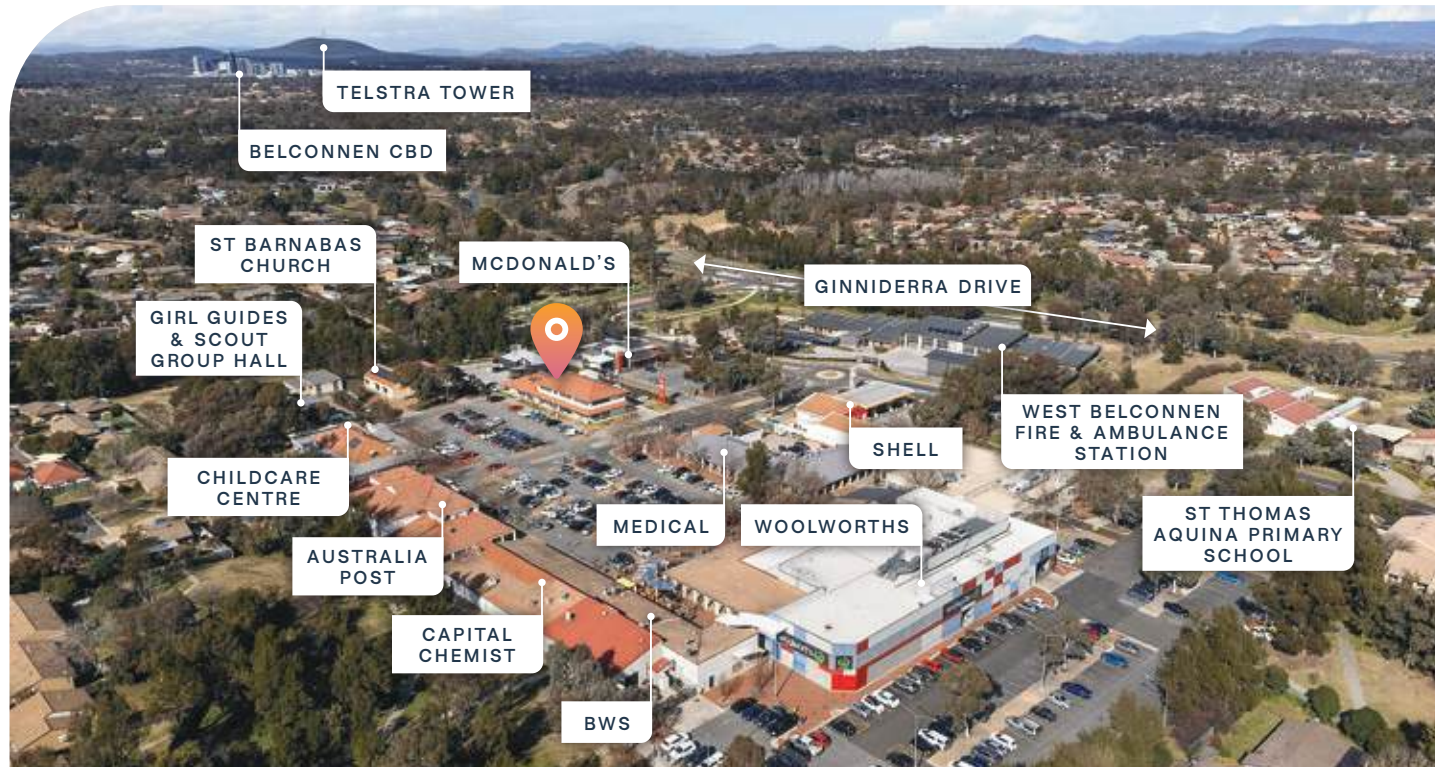 TELSTRA TOWER
BELCONNEN CBD
ST BARNABAS
CHURCH
MCDONALD'S
GINNIDERRA DRIVE
GIRL GUIDES
& SCOUT
GROUP HALL
WEST BELCONNEN
FIRE & AMBULANCE
STATION
SHELL
CHILDCARE
CENTRE
MEDICAL
WOOLWORTHS
ST THOMAS
AQUINA PRIMARY
SCHOOL
AUSTRALIA
POST
CAPITAL
CHEMIST
BWS